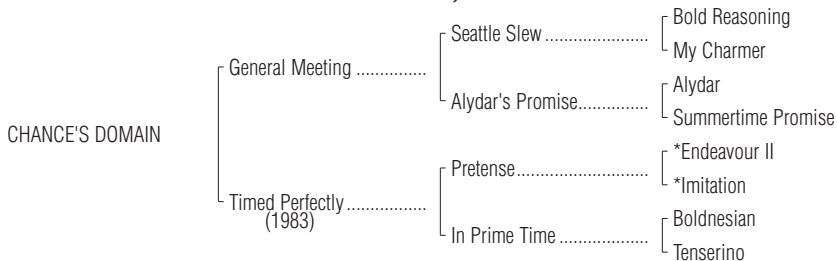 Bold Reasoning
Seattle Slew ......................
My Charmer
General Meeting ...............
Alydar
Alydar's Promise...............
Summertime Promise
CHANCE'S DOMAIN
*Endeavour II
Pretense............................
*Imitation
Timed Perfectly .................
(1983)
Boldnesian
In Prime Time ...................
Tenserino